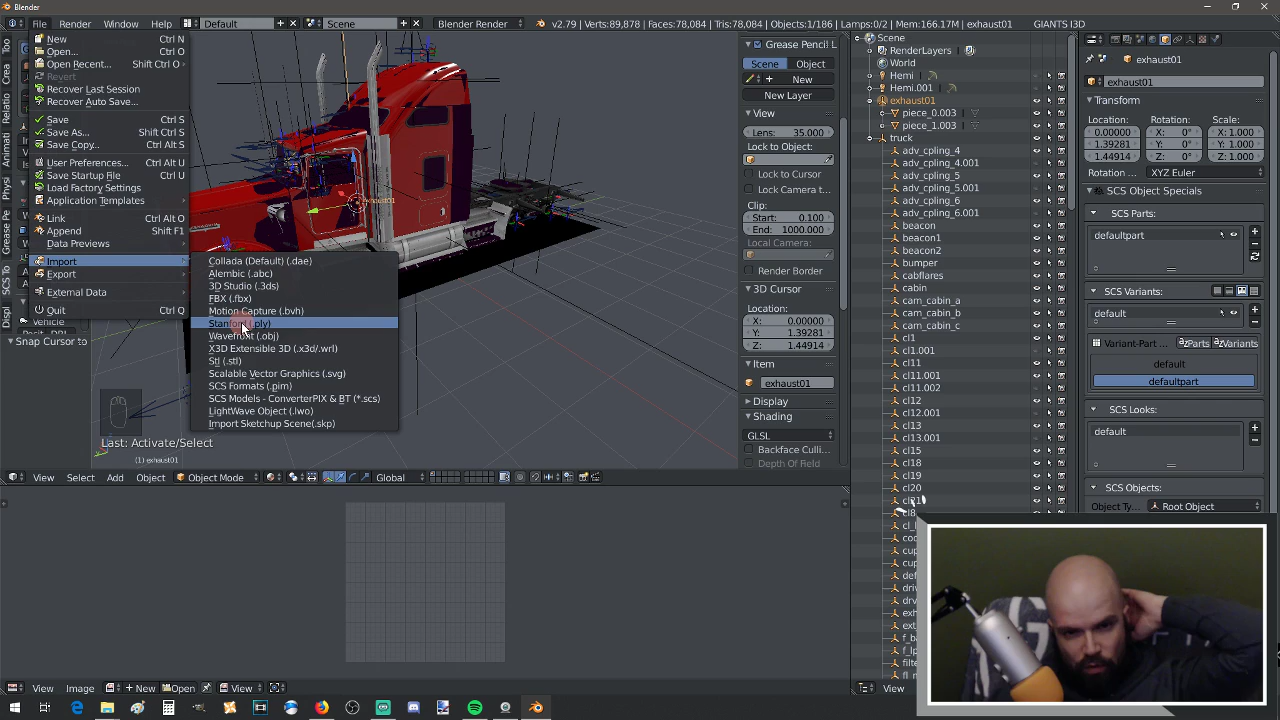 Blender
File
Render
Window
Help
Default
Scene
Blender Render
v2.79 | Verts:89,878 | Faces:78,084 | Tris:78,084 | Objects:1/186 | Lamps:0/2 | Mem:166.17M | exhaust01
GIANTS I3D
New Ctrl N
Open... Ctrl O
Open Recent... Shift Ctrl O
Revert
Recover Last Session
Recover Auto Save...
Save Ctrl S
Save As... Shift Ctrl S
Save Copy... Ctrl Alt S
User Preferences... Ctrl Alt U
Save Startup File Ctrl U
Load Factory Settings
Application Templates
Link Ctrl Alt O
Append Shift F1
Data Previews
Import
Export
External Data
Quit Ctrl Q
Vehicle
Snap Cursor to
Collada (Default) (.dae)
Alembic (.abc)
3D Studio (.3ds)
FBX (.fbx)
Motion Capture (.bvh)
Wavefront (.obj)
X3D Extensible 3D (.x3d/.wrl)
Stl (.stl)
Scalable Vector Graphics (.svg)
SCS Formats (.pim)
SCS Models - ConverterPIX & BT (*.scs)
LightWave Object (.lwo)
Import Sketchup Scene(.skp)
exhaust01
Last: Activate/Select
(1) exhaust01
View
Select
Add
Object
Object Mode
Global
View
Image
New
Open
View
Grease Pencil L
Scene
Object
New
New Layer
View
Lens: 35.000
Lock to Object:
Lock to Cursor
Lock Camera t
Clip:
Start: 0.100
End: 1000.000
Local Camera:
Render Border
3D Cursor
Location:
X: 0.00000
Y: 0.00000
Z: 1.44914
Item
exhaust01
Display
Shading
GLSL
Backface Culli
Depth Of Field
Scene
RenderLayers
World
Hemi
Hemi.001
exhaust01
piece_0.003
piece_1.003
truck
adv_cpling_4
adv_cpling_4.001
adv_cpling_5
adv_cpling_5.001
adv_cpling_6
adv_cpling_6.001
beacon
beacon1
beacon2
bumper
cabflares
cabin
cam_cabin_a
cam_cabin_b
cam_cabin_c
cl1
cl1.001
cl11
cl11.001
cl11.002
cl12
cl12.001
cl13
cl13.001
cl15
cl18
cl19
cl20
cl21
View
exhaust01
exhaust01
Transform
Location:
Rotation:
Scale:
0.00000
X: 0°
X: 1.000
1.39281
Y: 0°
Y: 1.000
1.44914
Z: 0°
Z: 1.000
Rotation ...
XYZ Euler
SCS Object Specials
SCS Parts:
defaultpart
SCS Variants:
default
Variant-Part ...
Parts
Variants
default
defaultpart
SCS Looks:
default
SCS Objects:
Object Ty...
Root Object